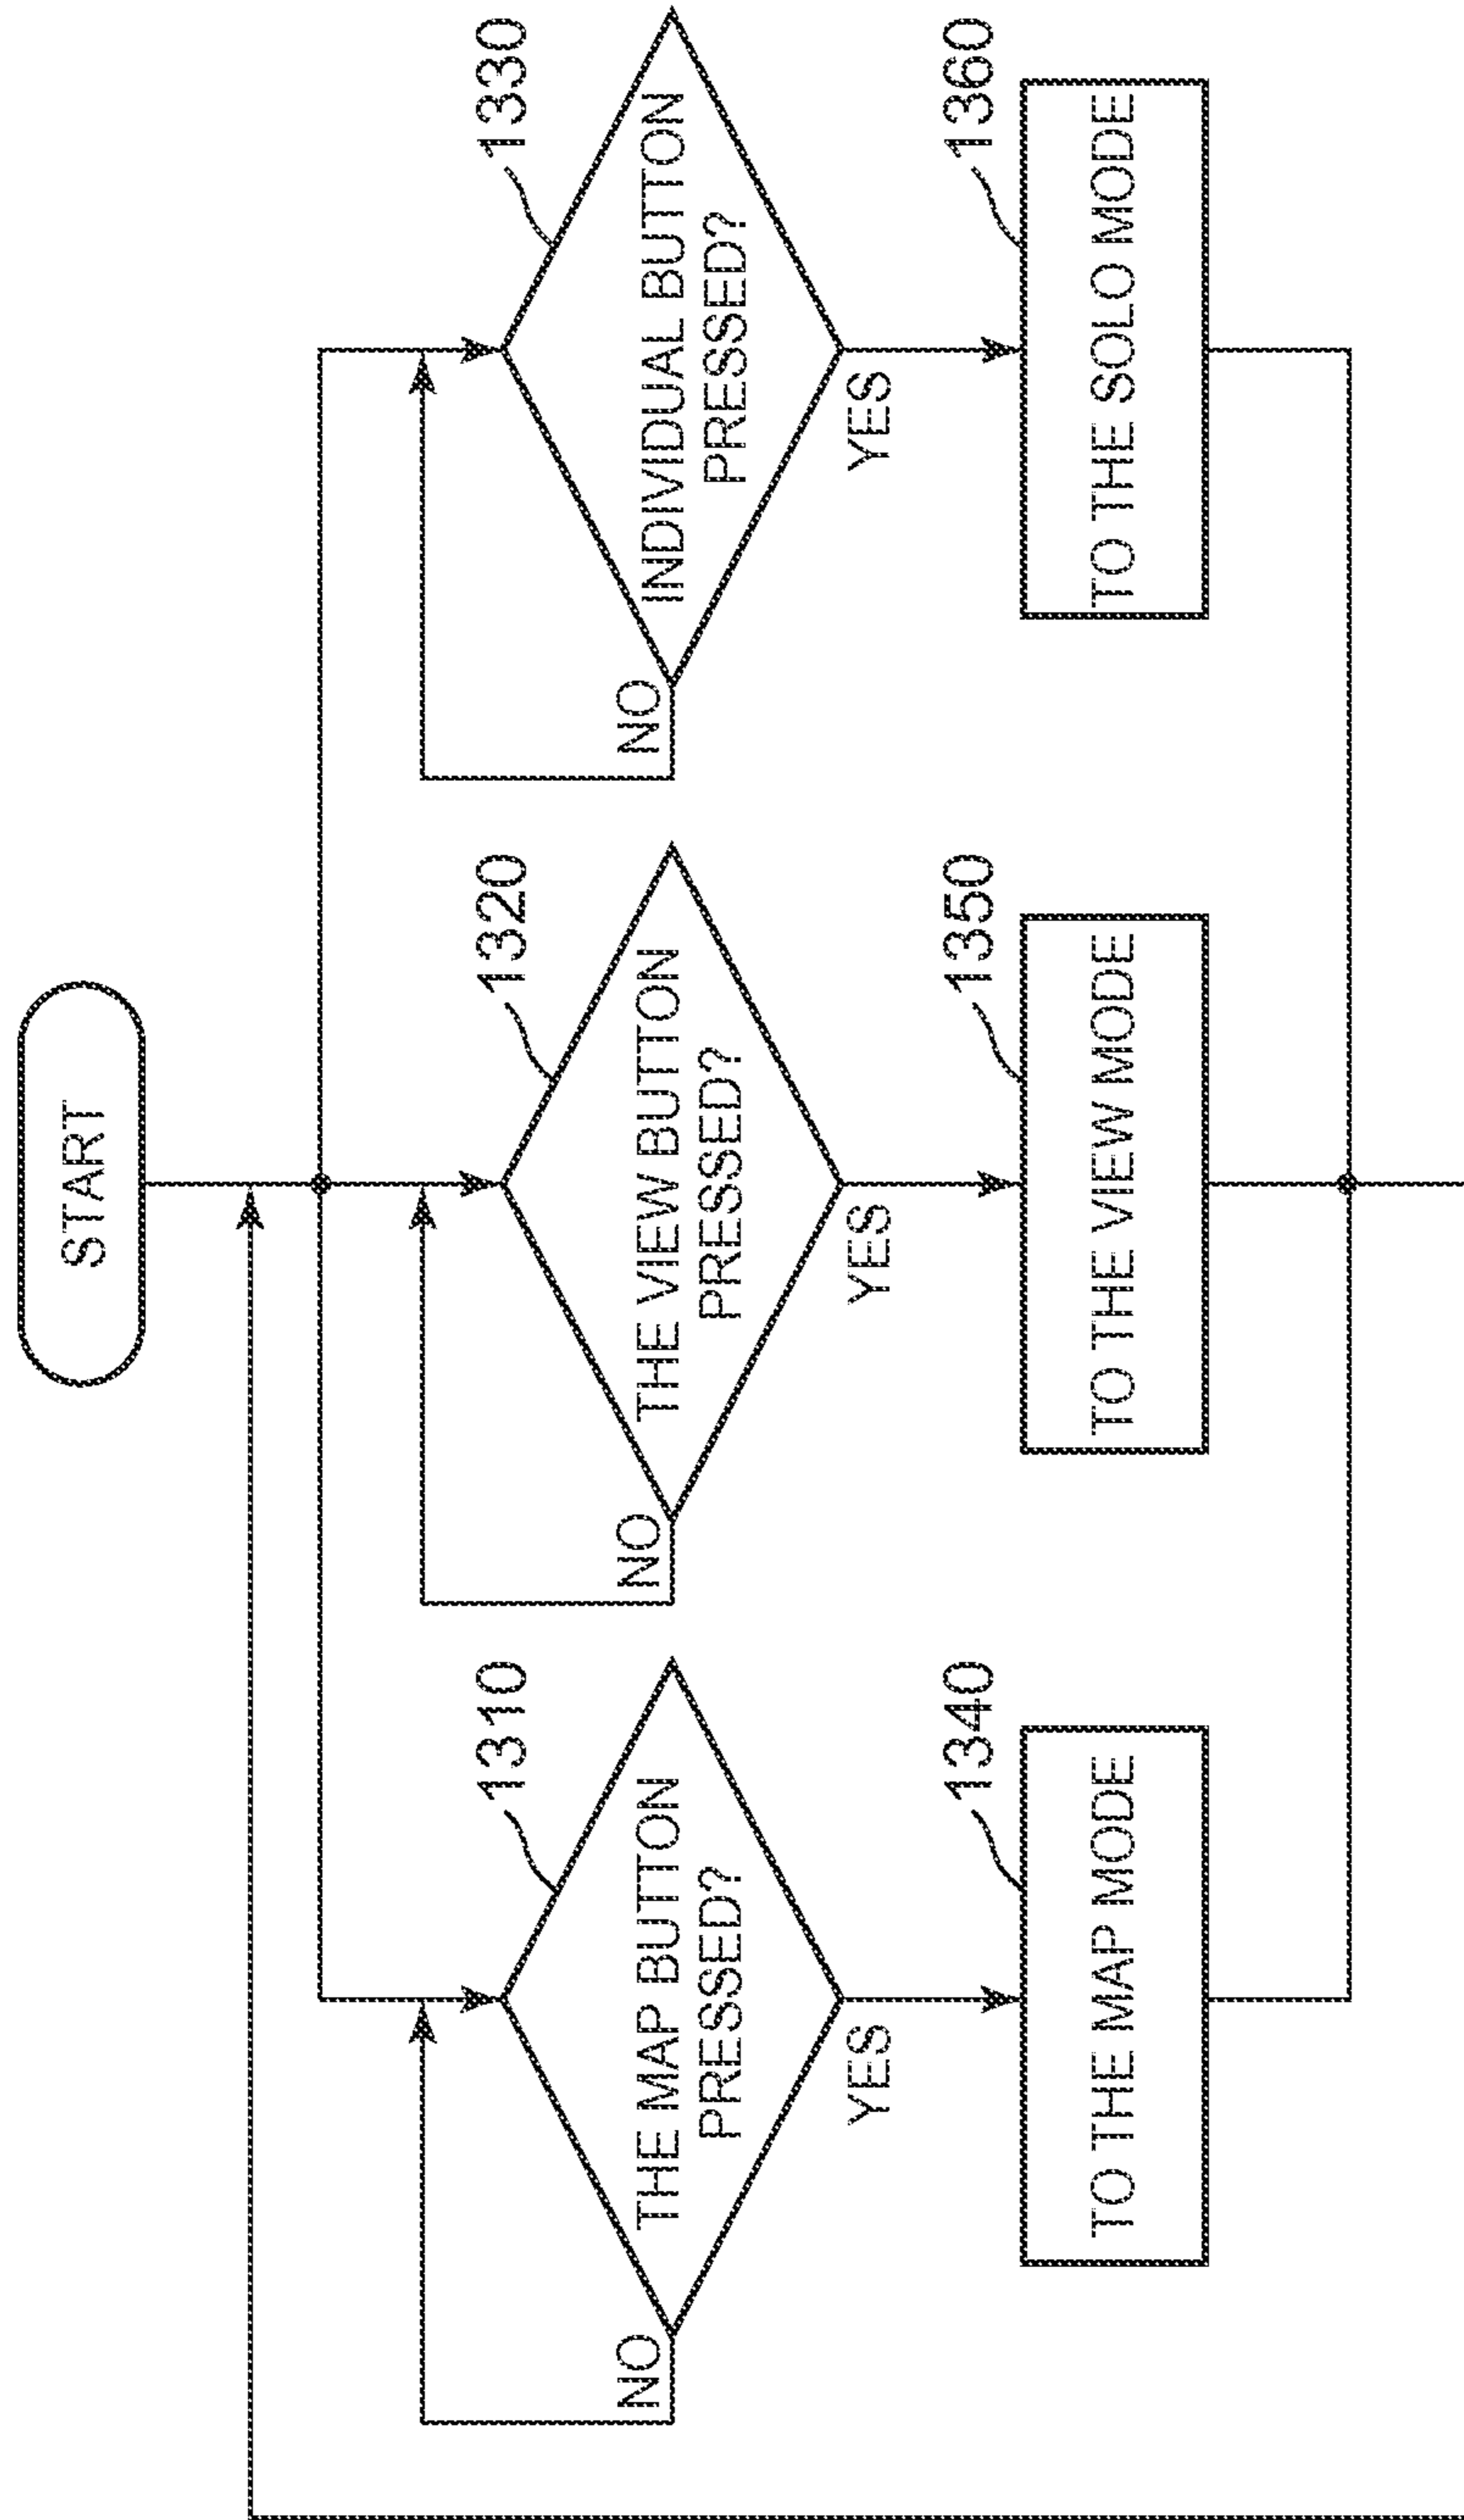 START
1310
THE MAP BUTTON
PRESSED?
NO
YES
1340
TO THE MAP MODE
1320
THE VIEW BUTTON
PRESSED?
NO
YES
1350
TO THE VIEW MODE
1330
INDIVIDUAL BUTTON
PRESSED?
NO
YES
1360
TO THE SOLO MODE